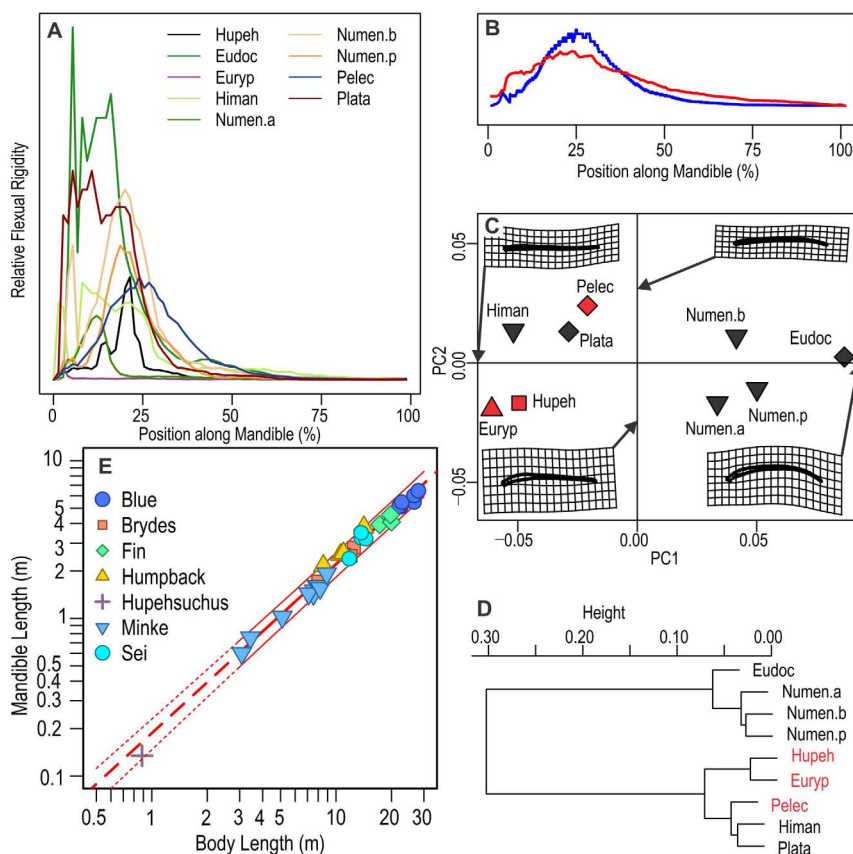 A
Hupeh
Eudoc
Euryp
Himan
Numen.a
Numen.b
Numen.p
Pelec
Plata
Relative Flexual Rigidity
0 25 50 75 100
Position along Mandible (%)
B
0 25 50 75 100
Position along Mandible (%)
C
0.05
0.00
−0.05
PC2
Pelec
Himan
Plata
Numen.b
Eudoc
Hupeh
Euryp
Numen.a
Numen.p
−0.05 0.00 0.05
PC1
E
Blue
Brydes
Fin
Humpback
Hupehsuchus
Minke
Sei
10
5
4
3
2
1
0.5
0.4
0.3
0.2
0.1
Mandible Length (m)
0.5 1 2 3 4 5 10 20 30
Body Length (m)
D
Height
0.30 0.20 0.10 0.00
Eudoc
Numen.a
Numen.b
Numen.p
Hupeh
Euryp
Pelec
Himan
Plata